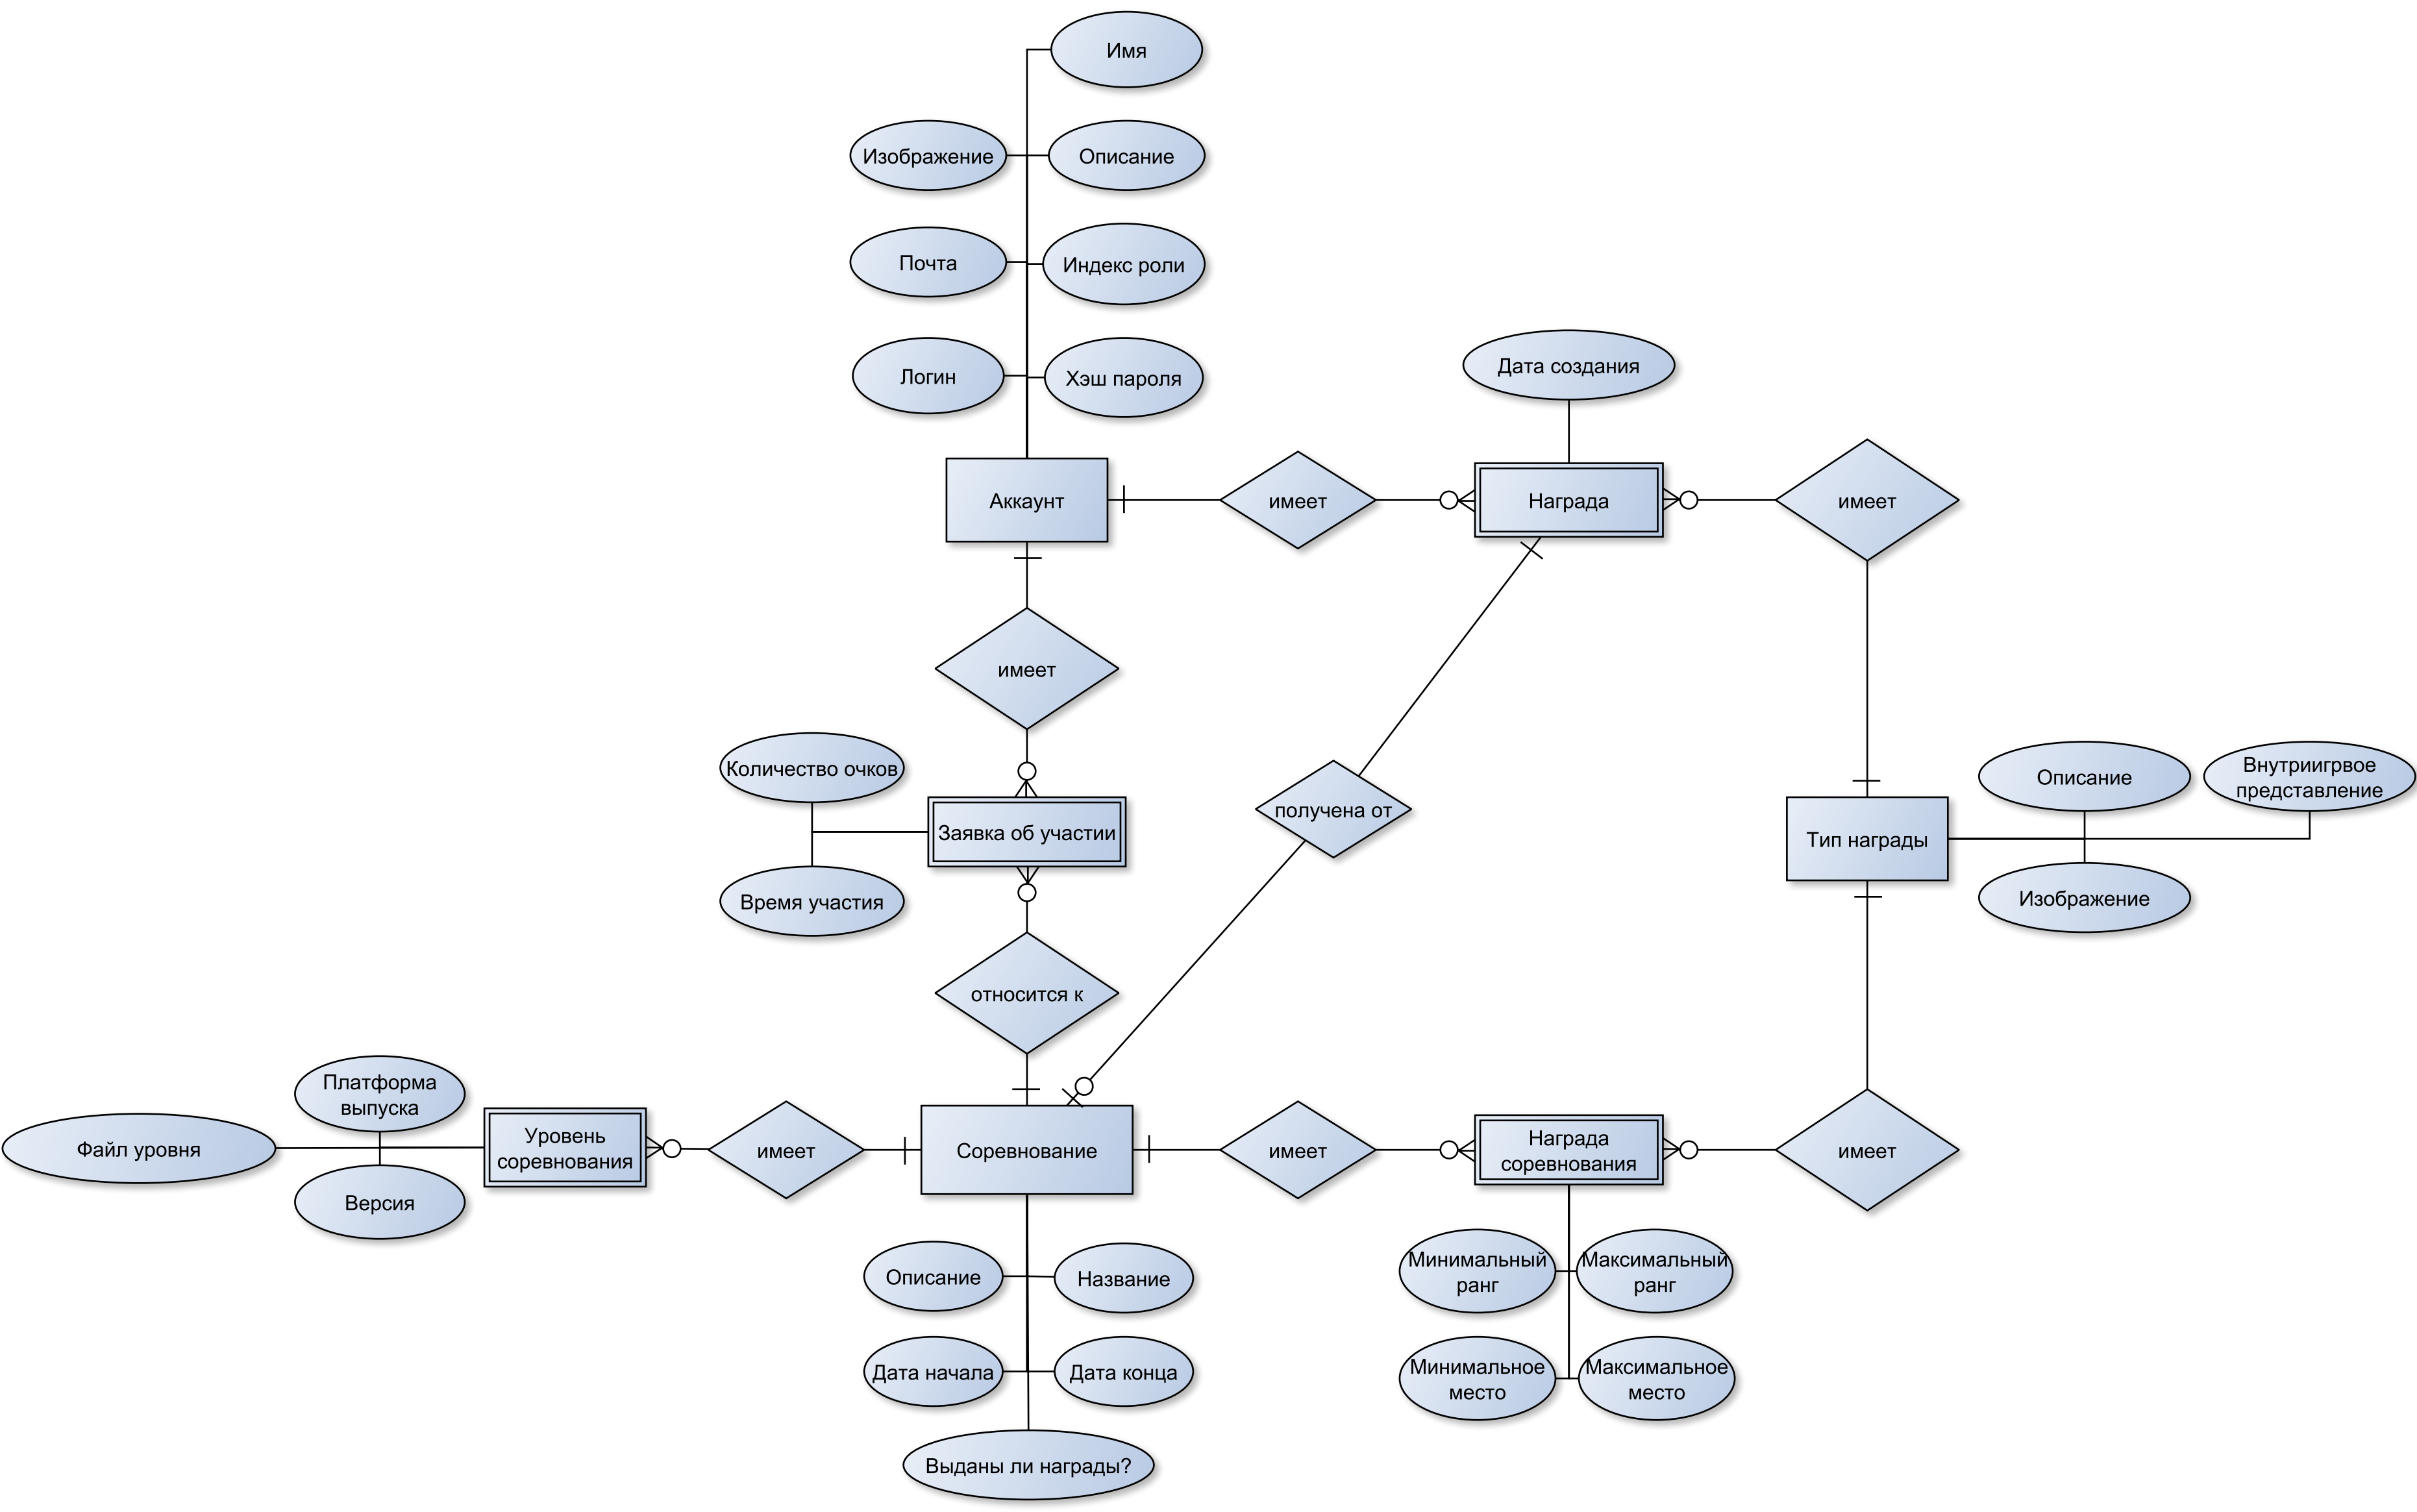 Имя
Изображение
Описание
Почта
Индекс роли
Логин
Хэш пароля
Дата создания
Аккаунт
имеет
Награда
имеет
имеет
Количество очков
Заявка об участии
Время участия
получена от
Описание
Внутриигрвое
представление
Тип награды
Изображение
относится к
Платформа
выпуска
Файл уровня
Версия
Уровень
соревнования
имеет
Соревнование
имеет
Награда
соревнования
имеет
Описание
Название
Дата начала
Дата конца
Выданы ли награды?
Минимальный
ранг
Максимальный
ранг
Минимальное
место
Максимальное
место